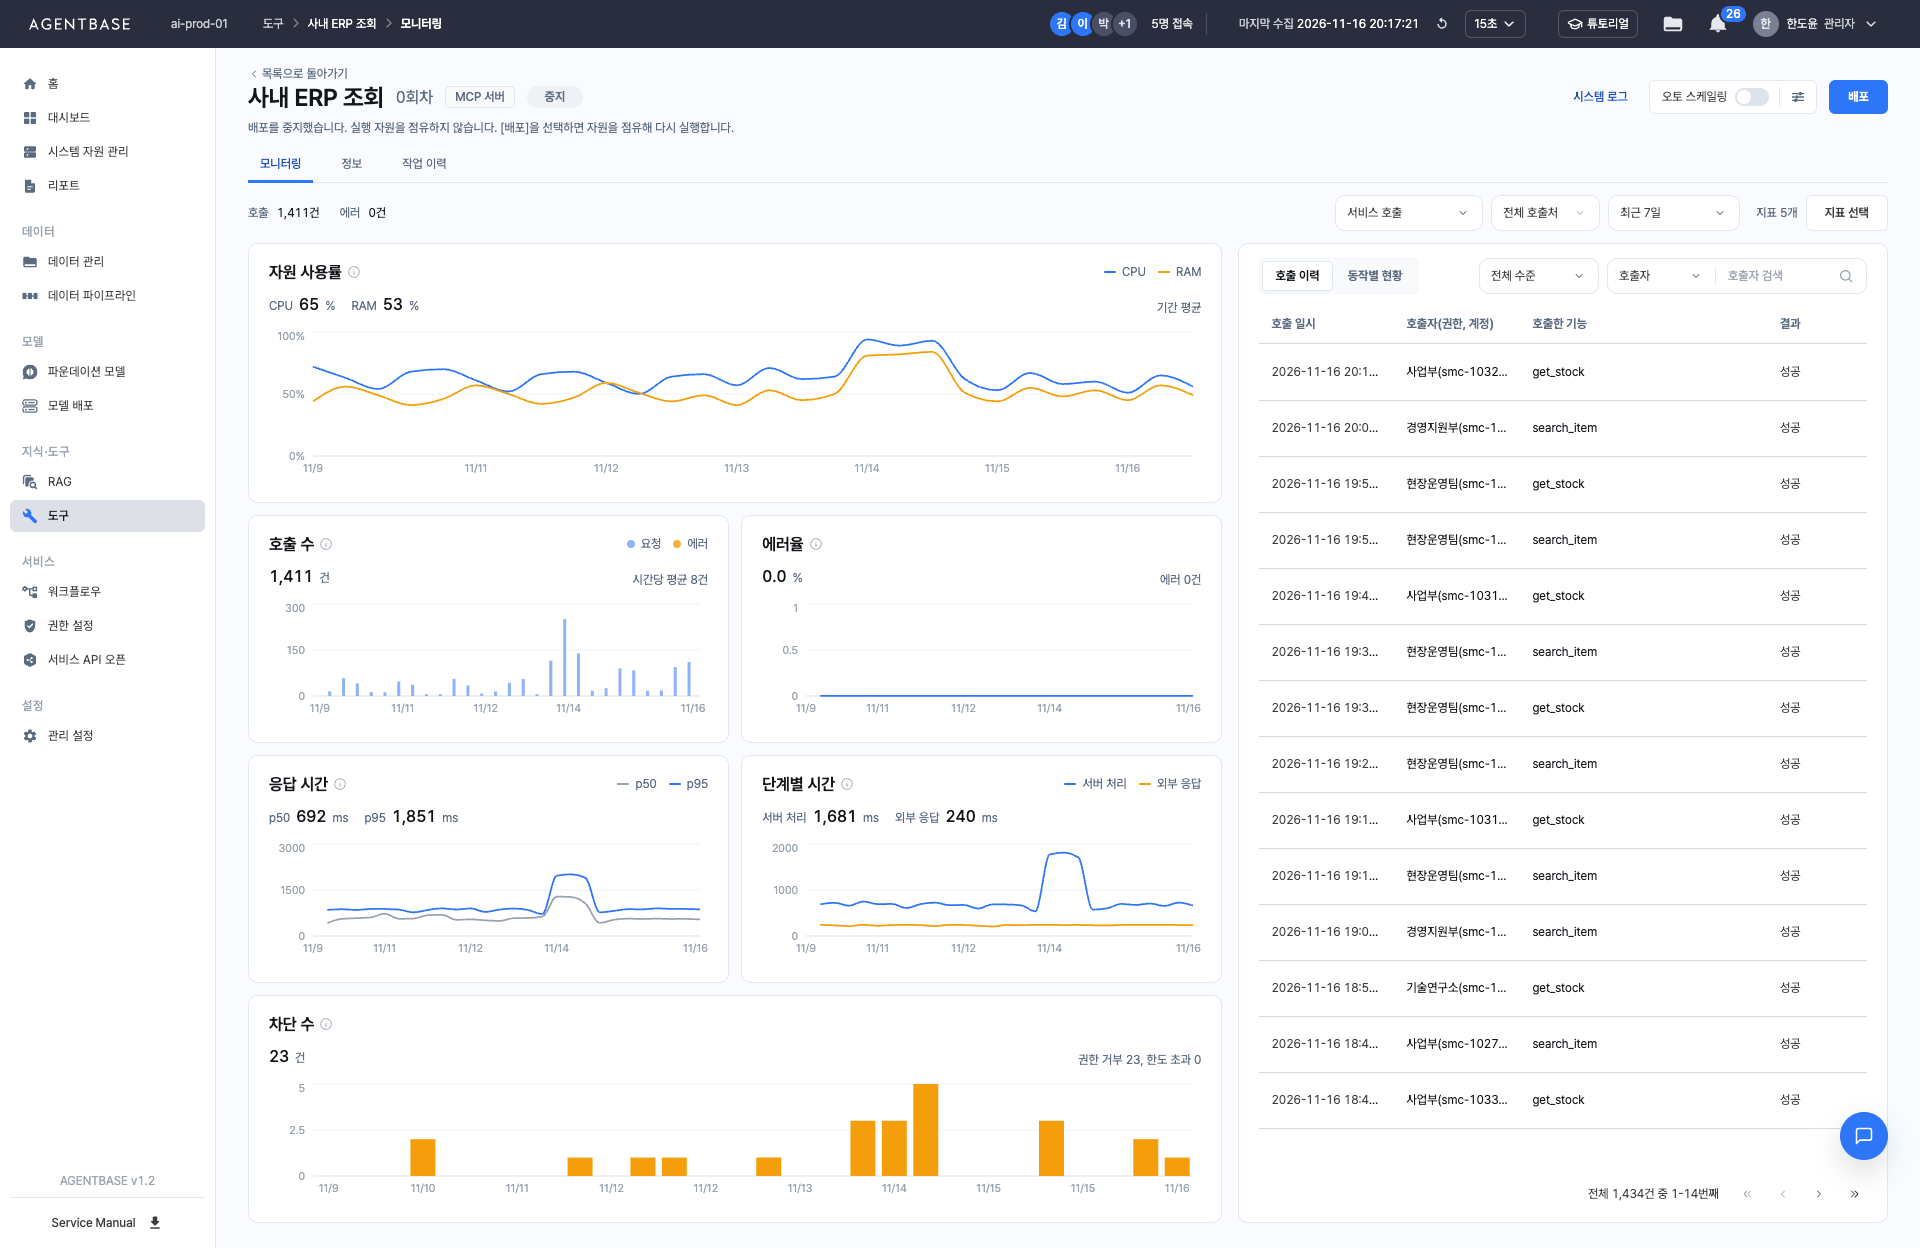 AGENTBASE
ai-prod-01
도구 > 사내 ERP 조회 > 모니터링
김 이 박 +1 5명 접속
마지막 수집 2026-11-16 20:17:21
15초
튜토리얼
26
한 한도윤 관리자
홈
대시보드
시스템 자원 관리
리포트
데이터
데이터 관리
데이터 파이프라인
모델
파운데이션 모델
모델 배포
지식·도구
RAG
도구
서비스
워크플로우
권한 설정
서비스 API 오픈
설정
관리 설정
AGENTBASE v1.2
Service Manual
목록으로 돌아가기
사내 ERP 조회 0회차 MCP 서버 중지
배포를 중지했습니다. 실행 자원을 점유하지 않습니다. [배포]을 선택하면 자원을 점유해 다시 실행합니다.
시스템 로그
오토 스케일링
배포
모니터링 정보 작업 이력
호출 1,411건 에러 0건
서비스 호출
전체 호출처
최근 7일
지표 5개
지표 선택
자원 사용률
CPU RAM
CPU 65 % RAM 53 %
기간 평균
100%
50%
0%
11/9 11/11 11/12 11/13 11/14 11/15 11/16
호출 수
요청 에러
1,411 건
시간당 평균 8건
300
150
0
11/9 11/11 11/12 11/14 11/16
에러율
0.0 %
에러 0건
1
0.5
0
11/9 11/11 11/12 11/14 11/16
응답 시간
p50 p95
p50 692 ms p95 1,851 ms
3000
1500
0
11/9 11/11 11/12 11/14 11/16
단계별 시간
서버 처리 외부 응답
서버 처리 1,681 ms 외부 응답 240 ms
2000
1000
0
11/9 11/11 11/12 11/14 11/16
차단 수
23 건
권한 거부 23, 한도 초과 0
5
2.5
0
11/9 11/10 11/11 11/12 11/12 11/13 11/14 11/15 11/15 11/16
호출 이력 동작별 현황
전체 수준
호출자
호출자 검색
호출 일시 호출자(권한, 계정) 호출한 기능 결과
2026-11-16 20:1... 사업부(smc-1032... get_stock 성공
2026-11-16 20:0... 경영지원부(smc-1... search_item 성공
2026-11-16 19:5... 현장운영팀(smc-1... get_stock 성공
2026-11-16 19:5... 현장운영팀(smc-1... search_item 성공
2026-11-16 19:4... 사업부(smc-1031... get_stock 성공
2026-11-16 19:3... 현장운영팀(smc-1... search_item 성공
2026-11-16 19:3... 현장운영팀(smc-1... get_stock 성공
2026-11-16 19:2... 현장운영팀(smc-1... search_item 성공
2026-11-16 19:1... 사업부(smc-1031... get_stock 성공
2026-11-16 19:1... 현장운영팀(smc-1... search_item 성공
2026-11-16 19:0... 경영지원부(smc-1... search_item 성공
2026-11-16 18:5... 기술연구소(smc-1... get_stock 성공
2026-11-16 18:4... 사업부(smc-1027... search_item 성공
2026-11-16 18:4... 사업부(smc-1033... get_stock 성공
전체 1,434건 중 1-14번째